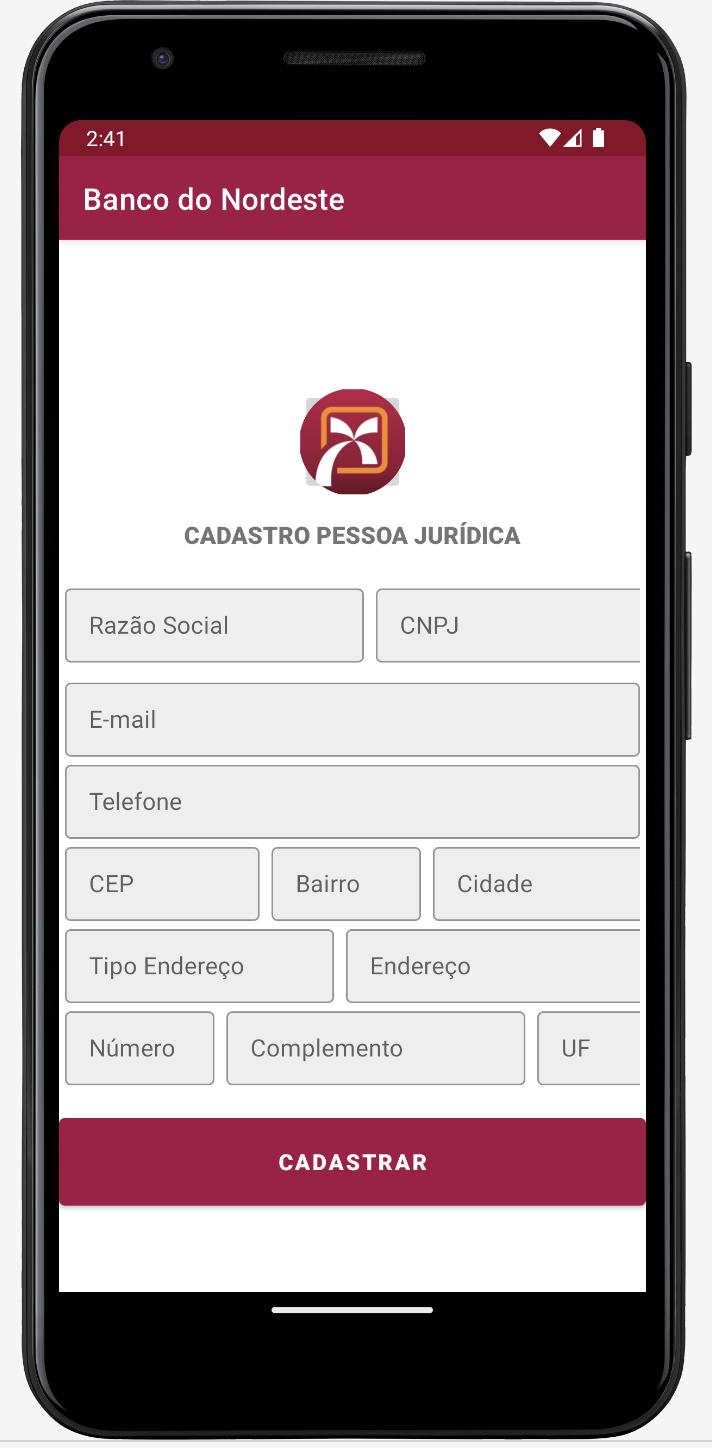 2:41
Banco do Nordeste
CADASTRO PESSOA JURÍDICA
Razão Social CNPJ
E-mail
Telefone
CEP Bairro Cidade
Tipo Endereço Endereço
Número Complemento UF
CADASTRAR